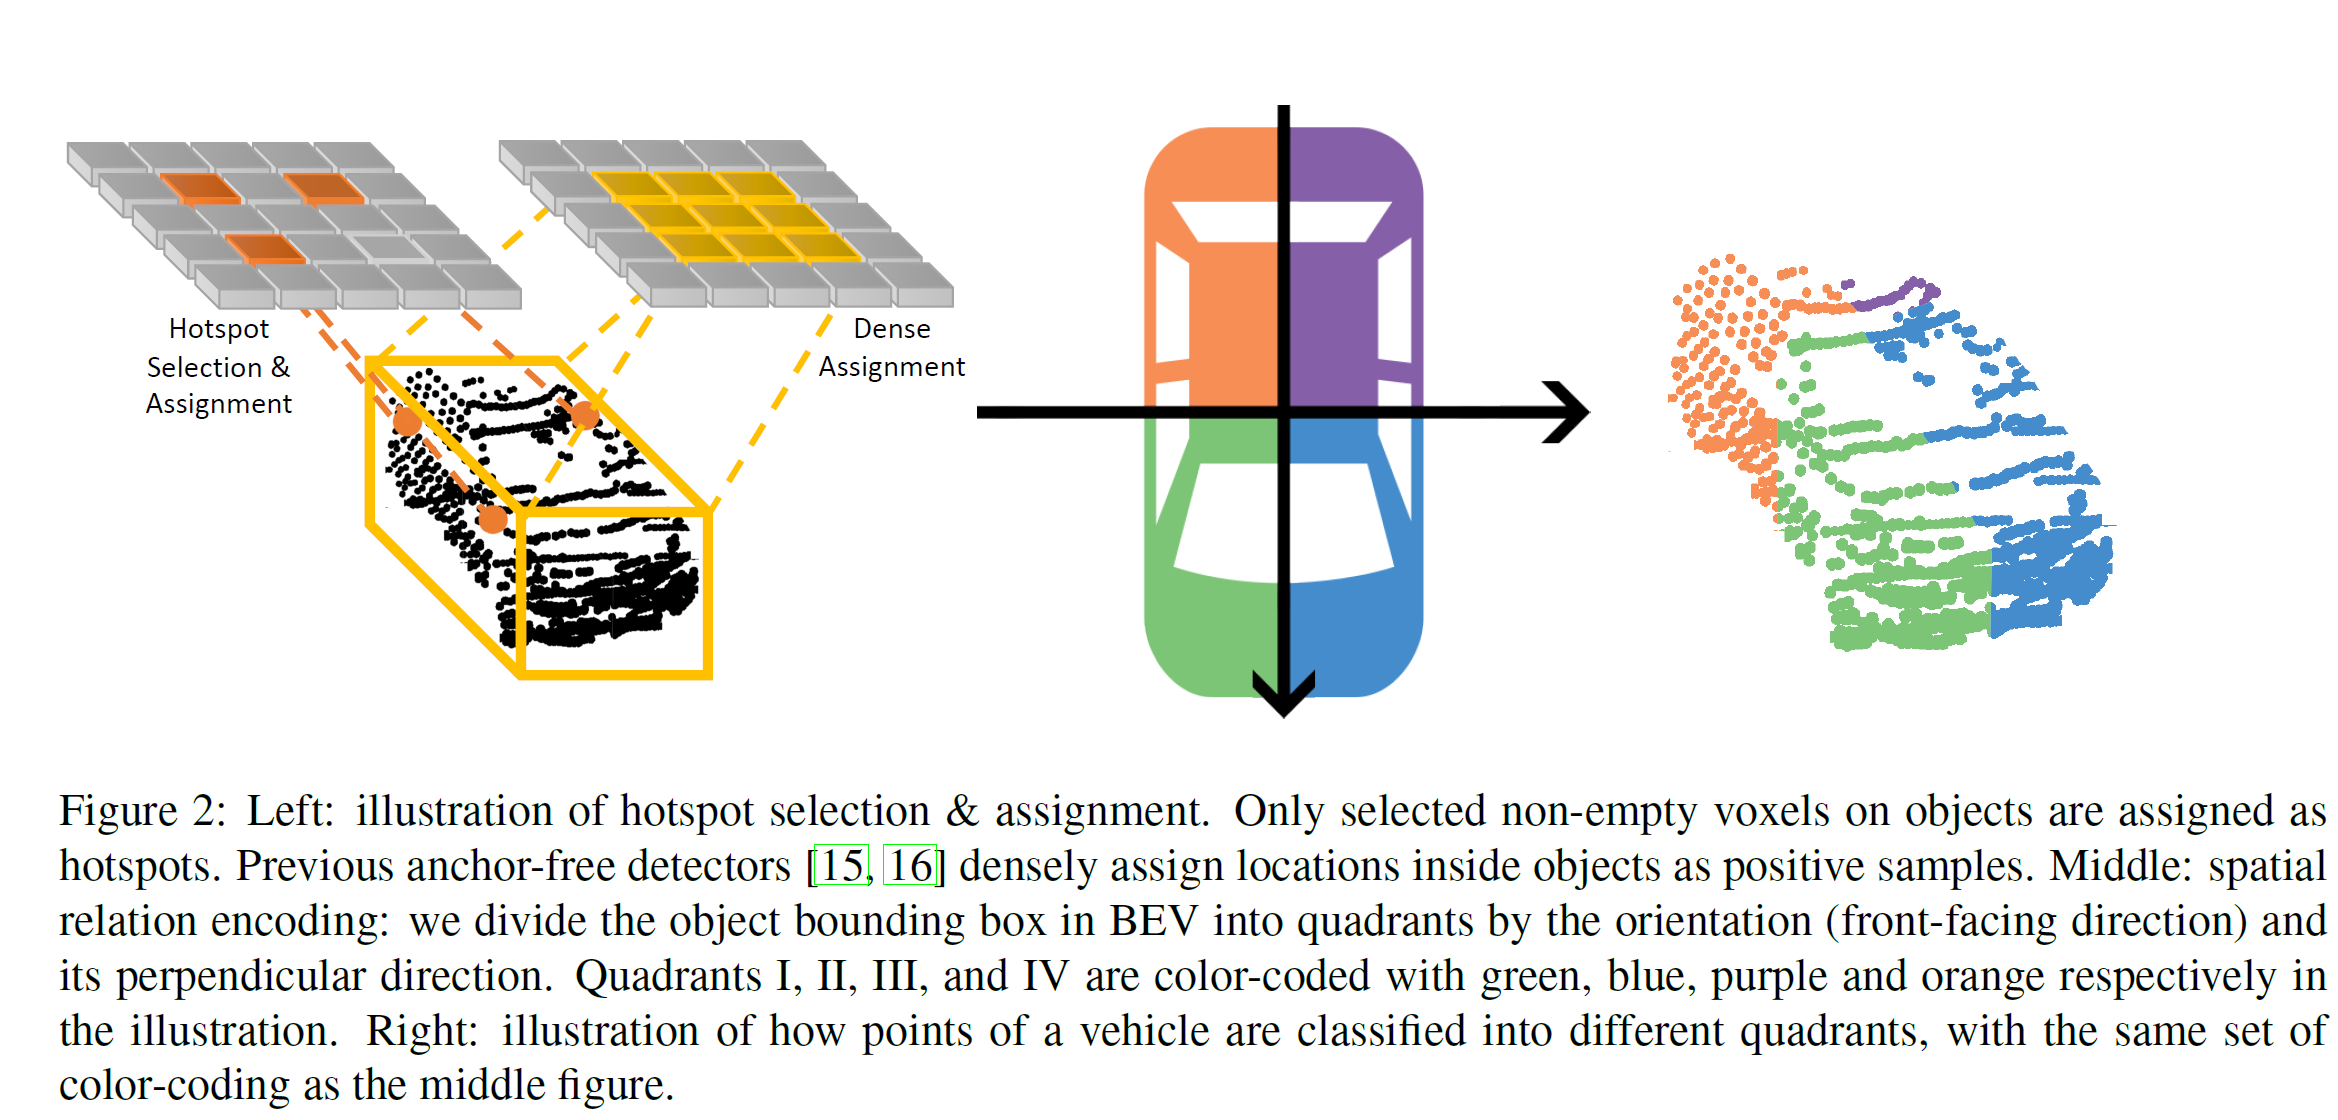 Hotspot
Selection &
Assignment
Dense
Assignment
Figure 2: Left: illustration of hotspot selection & assignment. Only selected non-empty voxels on objects are assigned as
hotspots. Previous anchor-free detectors [15, 16] densely assign locations inside objects as positive samples. Middle: spatial
relation encoding: we divide the object bounding box in BEV into quadrants by the orientation (front-facing direction) and
its perpendicular direction. Quadrants I, II, III, and IV are color-coded with green, blue, purple and orange respectively in
the illustration. Right: illustration of how points of a vehicle are classified into different quadrants, with the same set of
color-coding as the middle figure.